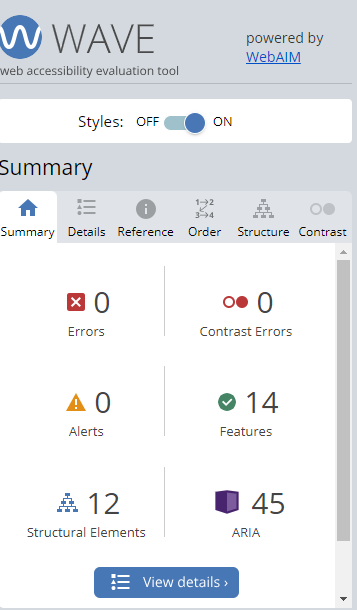 WAVE
web accessibility evaluation tool
powered by
WebAIM
Styles: OFF ON
Summary
Summary Details Reference Order Structure Contrast
0 0
Errors Contrast Errors
0 14
Alerts Features
12 45
Structural Elements ARIA
View details ›